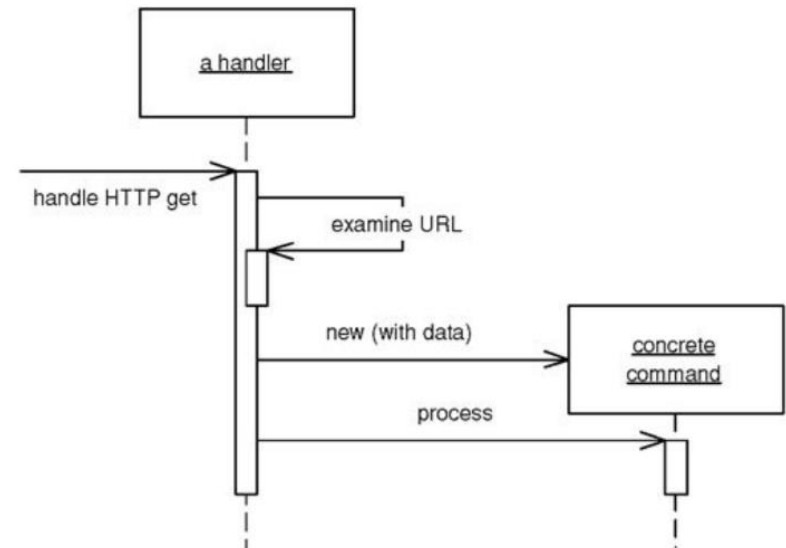 a handler
handle HTTP get
examine URL
new (with data)
concrete
command
process